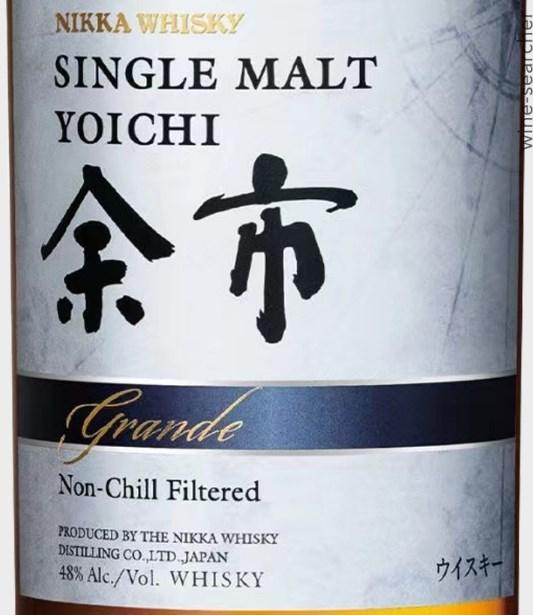 NIKKA WHISKY
SINGLE MALT
YOICHI
余市
Grande
Non-Chill Filtered
PRODUCED BY THE NIKKA WHISKY
DISTILLING CO.,LTD.,JAPAN
48% Alc./Vol. WHISKY
ウイスキー
wine-searcher